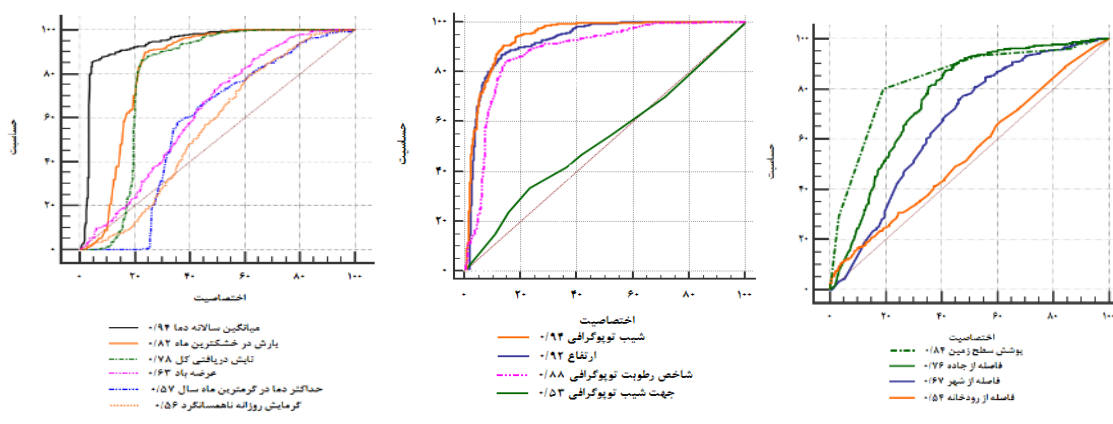 ۱۰۰
۸۰
۶۰
۴۰
۲۰
۰
حساسیت
۰ ۲۰ ۴۰ ۶۰ ۸۰ ۱۰۰
اختصاصیت
میانگین سالانه دما ۰/۹۴
بارش در خشکترین ماه ۰/۸۲
تابش دریافتی کل ۰/۷۸
عرضه باد ۰/۶۳
حداکثر دما در گرمترین ماه سال ۰/۵۷
گرمایش روزانه ناهمسانگرد ۰/۵۶
۱۰۰
۸۰
۶۰
۴۰
۲۰
۰
حساسیت
۰ ۲۰ ۴۰ ۶۰ ۸۰ ۱۰۰
اختصاصیت
شیب توپوگرافی ۰/۹۴
ارتفاع ۰/۹۲
شاخص رطوبت توپوگرافی ۰/۸۸
جهت شیب توپوگرافی ۰/۵۳
۱۰۰
۸۰
۶۰
۴۰
۲۰
۰
حساسیت
۰ ۲۰ ۴۰ ۶۰ ۸۰ ۱۰۰
اختصاصیت
پوشش سطح زمین ۰/۸۴
فاصله از جاده ۰/۷۶
فاصله از شهر ۰/۶۷
فاصله از رودخانه ۰/۵۴